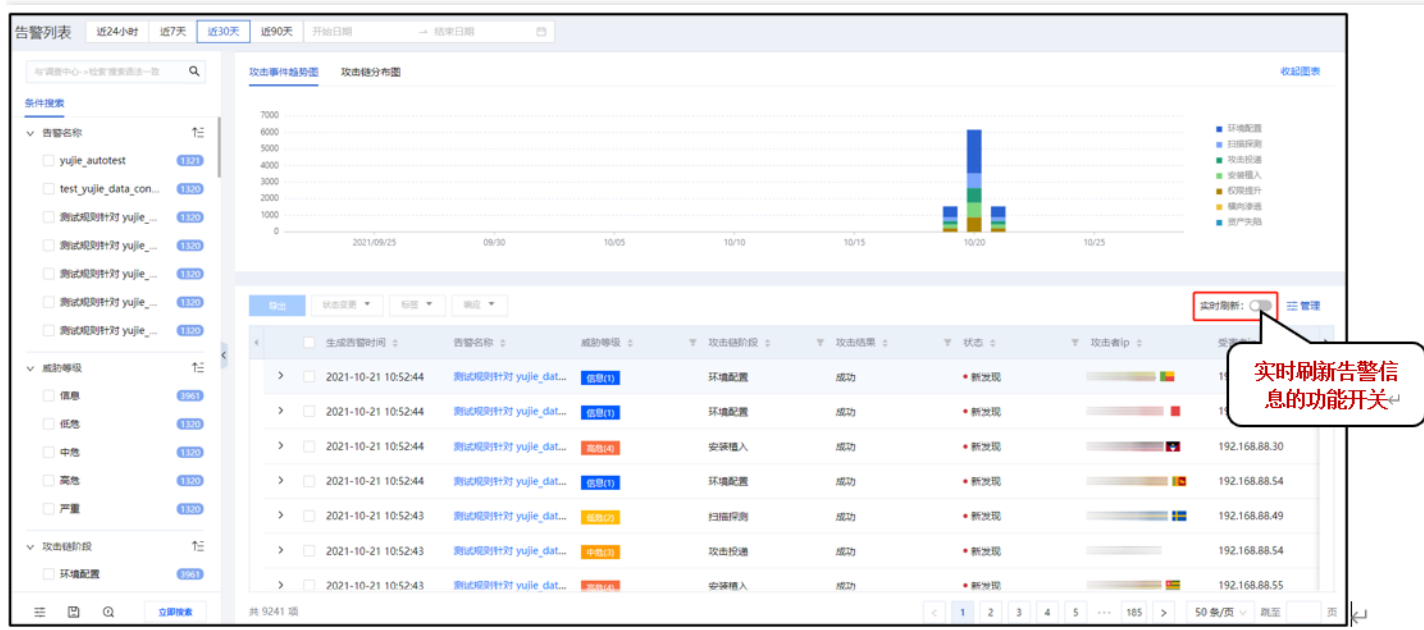 告警列表 近24小时 近7天 近30天 近90天 开始日期 → 结束日期
与'调查中心->检索'搜索语法一致
条件搜索
告警名称
yujie_autotest 1321
test_yujie_data_con... 1320
测试规则针对 yujie_... 1320
测试规则针对 yujie_... 1320
测试规则针对 yujie_... 1320
测试规则针对 yujie_... 1320
测试规则针对 yujie_... 1320
威胁等级
信息 3961
低危 1320
中危 1320
高危 1320
严重 1320
攻击链阶段
环境配置 3961
立即搜索
攻击事件趋势图 攻击链分布图 收起图表
7000
6000
5000
4000
3000
2000
1000
0
2021/09/25 09/30 10/05 10/10 10/15 10/20 10/25
环境配置
扫描探测
攻击投递
安装植入
权限提升
横向渗透
资产失陷
导出 状态变更 标签 响应 实时刷新: 管理
生成告警时间 告警名称 威胁等级 攻击链阶段 攻击结果 状态 攻击者ip
2021-10-21 10:52:44 测试规则针对 yujie_dat... 信息(1) 环境配置 成功 新发现
2021-10-21 10:52:44 测试规则针对 yujie_dat... 信息(1) 环境配置 成功 新发现
2021-10-21 10:52:44 测试规则针对 yujie_dat... 高危(4) 安装植入 成功 新发现 192.168.88.30
2021-10-21 10:52:44 测试规则针对 yujie_dat... 信息(1) 环境配置 成功 新发现 192.168.88.54
2021-10-21 10:52:43 测试规则针对 yujie_dat... 低危(2) 扫描探测 成功 新发现 192.168.88.49
2021-10-21 10:52:43 测试规则针对 yujie_dat... 中危(3) 攻击投递 成功 新发现 192.168.88.54
2021-10-21 10:52:43 测试规则针对 yujie_dat... 高危(4) 安装植入 成功 新发现 192.168.88.55
共 9241 项 < 1 2 3 4 5 ··· 185 > 50 条/页 跳至 页
实时刷新告警信
息的功能开关